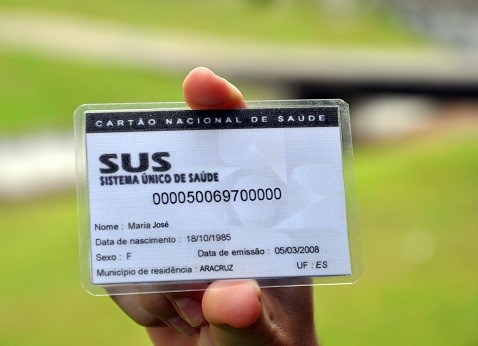 CARTÃO NACIONAL DE SAÚDE
SUS
SISTEMA ÚNICO DE SAÚDE
000050069700000
Nome : Maria José
Data de nascimento : 18/10/1985
Sexo : F Data de emissão : 05/03/2008
Município de residência : ARACRUZ UF : ES